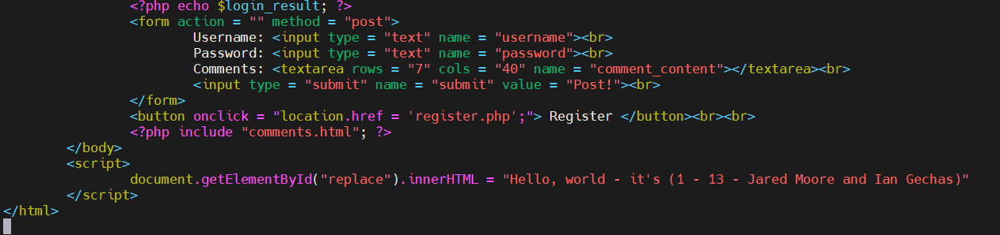 <?php echo $login_result; ?>
<form action = "" method = "post">
Username: <input type = "text" name = "username"><br>
Password: <input type = "text" name = "password"><br>
Comments: <textarea rows = "7" cols = "40" name = "comment_content"></textarea><br>
<input type = "submit" name = "submit" value = "Post!"><br>
</form>
<button onclick = "location.href = 'register.php';"> Register </button><br><br>
<?php include "comments.html"; ?>
</body>
<script>
document.getElementById("replace").innerHTML = "Hello, world - it's (1 - 13 - Jared Moore and Ian Gechas)"
</script>
</html>